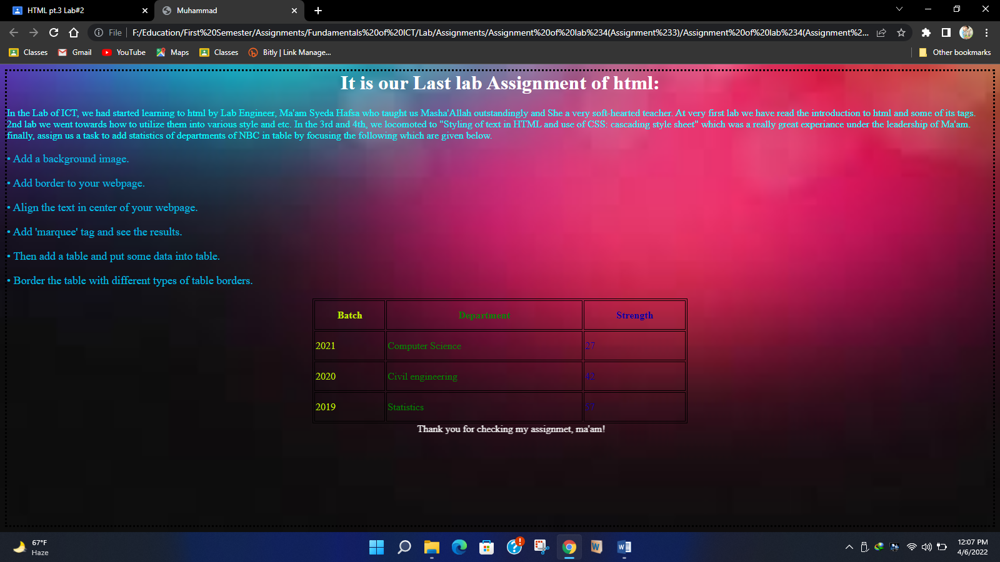 HTML pt.3 Lab#2
Muhammad
File
F:/Education/First%20Semester/Assignments/Fundamentals%20of%20ICT/Lab/Assignments/Assignment%20of%20lab%234(Assignment%233)/Assignment%20of%20lab%234(Assignment%2...
Classes
Gmail
YouTube
Maps
Classes
Bitly | Link Manage...
Other bookmarks
It is our Last lab Assignment of html:
In the Lab of ICT, we had started learning to html by Lab Engineer, Ma'am Syeda Hafsa who taught us Masha'Allah outstandingly and She a very soft-hearted teacher. At very first lab we have read the introduction to html and some of its tags.
2nd lab we went towards how to utilize them into various style and etc. In the 3rd and 4th, we locomoted to "Styling of text in HTML and use of CSS: cascading style sheet" which was a really great experiance under the leadership of Ma'am.
finally, assign us a task to add statistics of departments of NBC in table by focusing the following which are given below.
• Add a background image.
• Add border to your webpage.
• Align the text in center of your webpage.
• Add 'marquee' tag and see the results.
• Then add a table and put some data into table.
• Border the table with different types of table borders.
Batch Department Strength
2021 Computer Science 27
2020 Civil engineering 42
2019 Statistics
Thank you for checking my assignmet, ma'am!
67°F
Haze
12:07 PM
4/6/2022